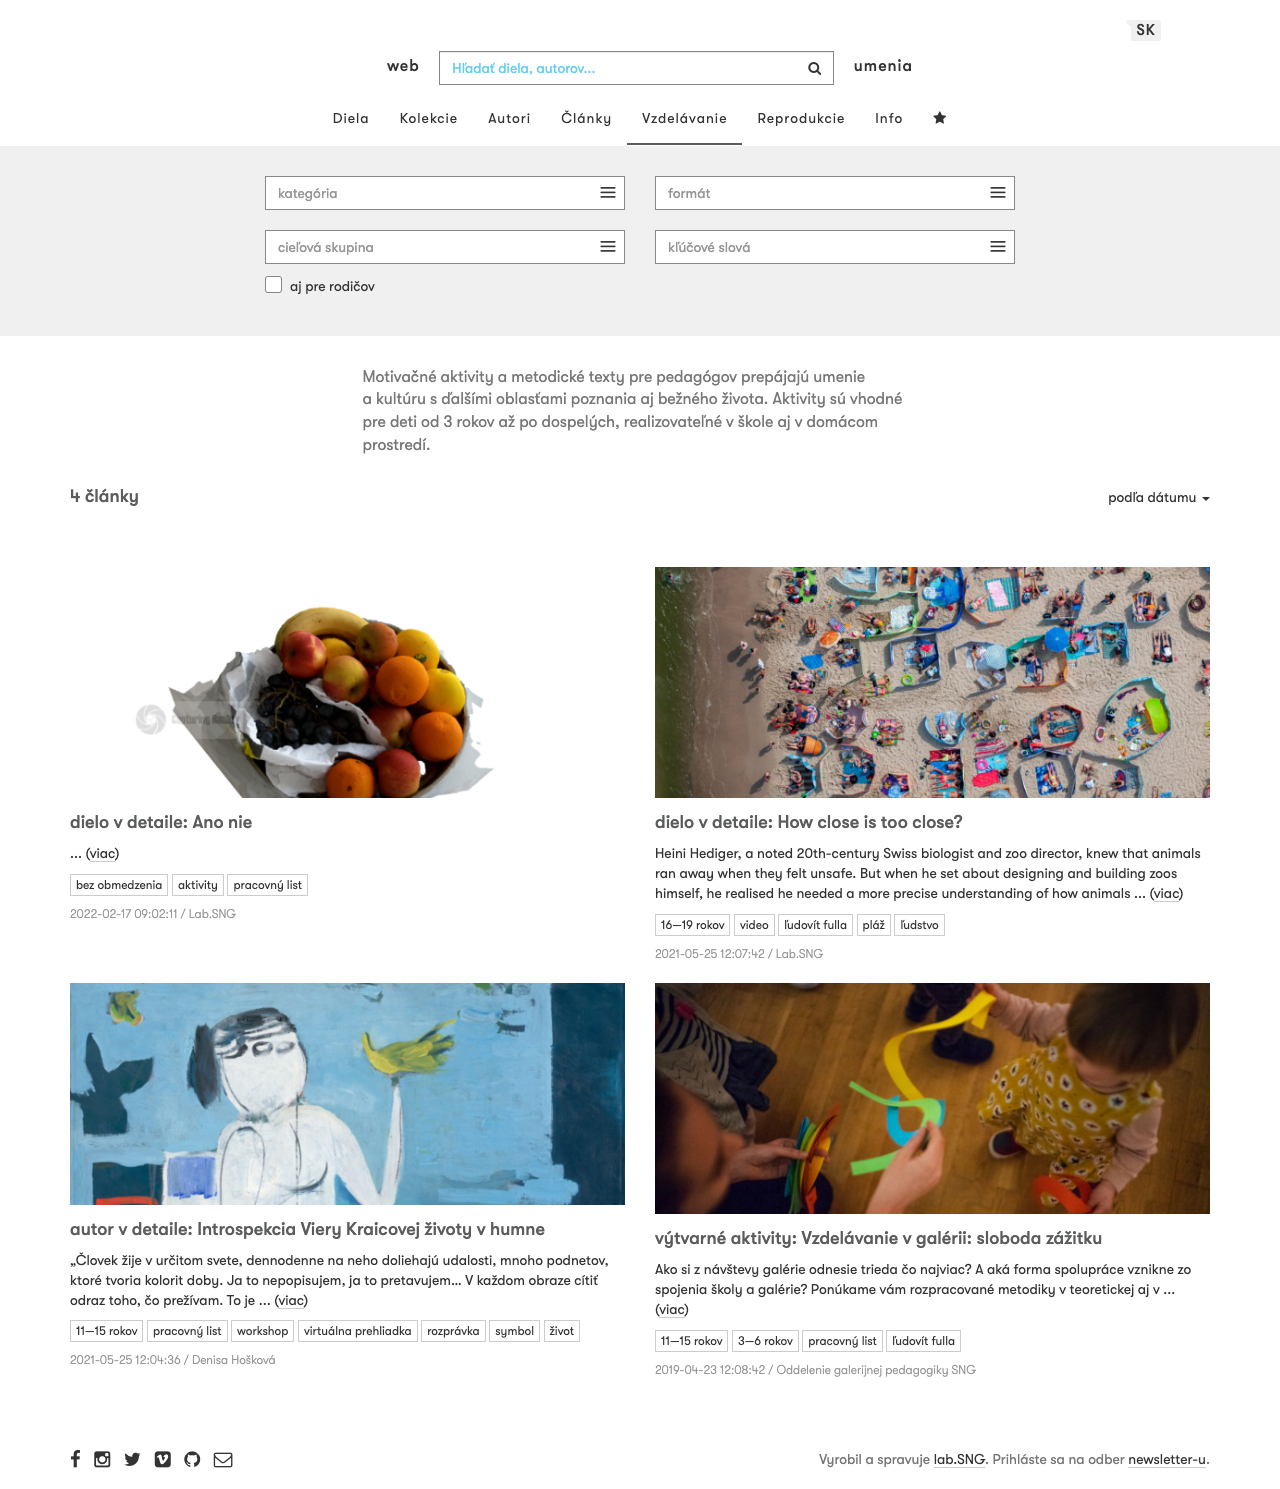 SK
web
Hľadať diela, autorov...
umenia
Diela Kolekcie Autori Články Vzdelávanie Reprodukcie Info
kategória
formát
cieľová skupina
kľúčové slová
aj pre rodičov
Motivačné aktivity a metodické texty pre pedagógov prepájajú umenie
a kultúru s ďalšími oblasťami poznania aj bežného života. Aktivity sú vhodné
pre deti od 3 rokov až po dospelých, realizovateľné v škole aj v domácom
prostredí.
4 články
podľa dátumu
dielo v detaile: Ano nie
... (viac)
bez obmedzenia aktivity pracovný list
2022-02-17 09:02:11 / Lab.SNG
dielo v detaile: How close is too close?
Heini Hediger, a noted 20th-century Swiss biologist and zoo director, knew that animals
ran away when they felt unsafe. But when he set about designing and building zoos
himself, he realised he needed a more precise understanding of how animals ... (viac)
16—19 rokov video ľudovít fulla pláž ľudstvo
2021-05-25 12:07:42 / Lab.SNG
autor v detaile: Introspekcia Viery Kraicovej životy v humne
„Človek žije v určitom svete, dennodenne na neho doliehajú udalosti, mnoho podnetov,
ktoré tvoria kolorit doby. Ja to nepopisujem, ja to pretavujem… V každom obraze cítiť
odraz toho, čo prežívam. To je ... (viac)
11—15 rokov pracovný list workshop virtuálna prehliadka rozprávka symbol život
2021-05-25 12:04:36 / Denisa Hošková
výtvarné aktivity: Vzdelávanie v galérii: sloboda zážitku
Ako si z návštevy galérie odnesie trieda čo najviac? A aká forma spolupráce vznikne zo
spojenia školy a galérie? Ponúkame vám rozpracované metodiky v teoretickej aj v ...
(viac)
11—15 rokov 3—6 rokov pracovný list ľudovít fulla
2019-04-23 12:08:42 / Oddelenie galerijnej pedagogiky SNG
Vyrobil a spravuje lab.SNG. Prihláste sa na odber newsletter-u.